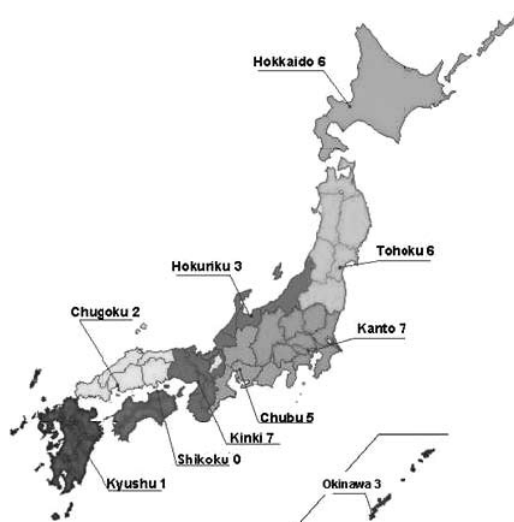 Hokkaido 6
Tohoku 6
Hokuriku 3
Chugoku 2
Kanto 7
Chubu 5
Kinki 7
Shikoku 0
Kyushu 1
Okinawa 3